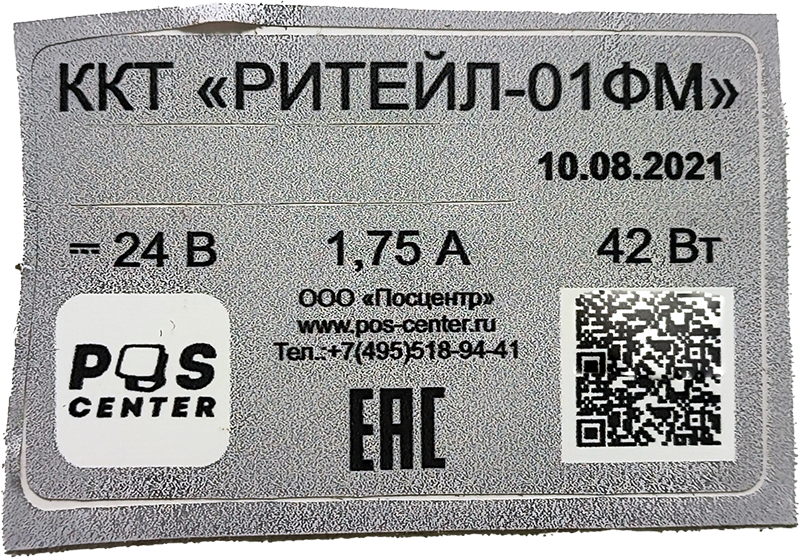 ККТ «РИТЕЙЛ-01ФМ»
10.08.2021
⎓ 24 В 1,75 А 42 Вт
ООО «Посцентр»
www.pos-center.ru
Тел.:+7(495)518-94-41
POS
CENTER
EAC